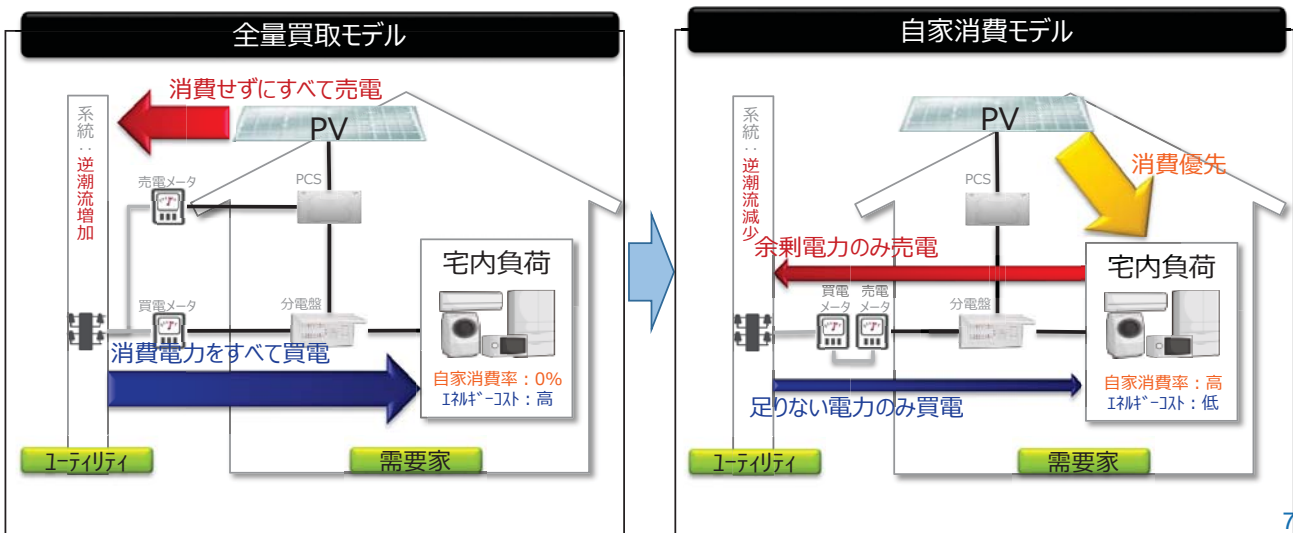 全量買取モデル
消費せずにすべて売電
PV
系統：逆潮流増加
売電メータ
PCS
宅内負荷
買電メータ
分電盤
消費電力をすべて買電
自家消費率：0%
ｴﾈﾙｷﾞｰｺｽﾄ：高
ﾕｰﾃｨﾘﾃｨ
需要家
自家消費モデル
PV
系統：逆潮流減少
消費優先
PCS
余剰電力のみ売電
宅内負荷
買電
メータ
売電
メータ
分電盤
自家消費率：高
ｴﾈﾙｷﾞｰｺｽﾄ：低
足りない電力のみ買電
ﾕｰﾃｨﾘﾃｨ
需要家
7